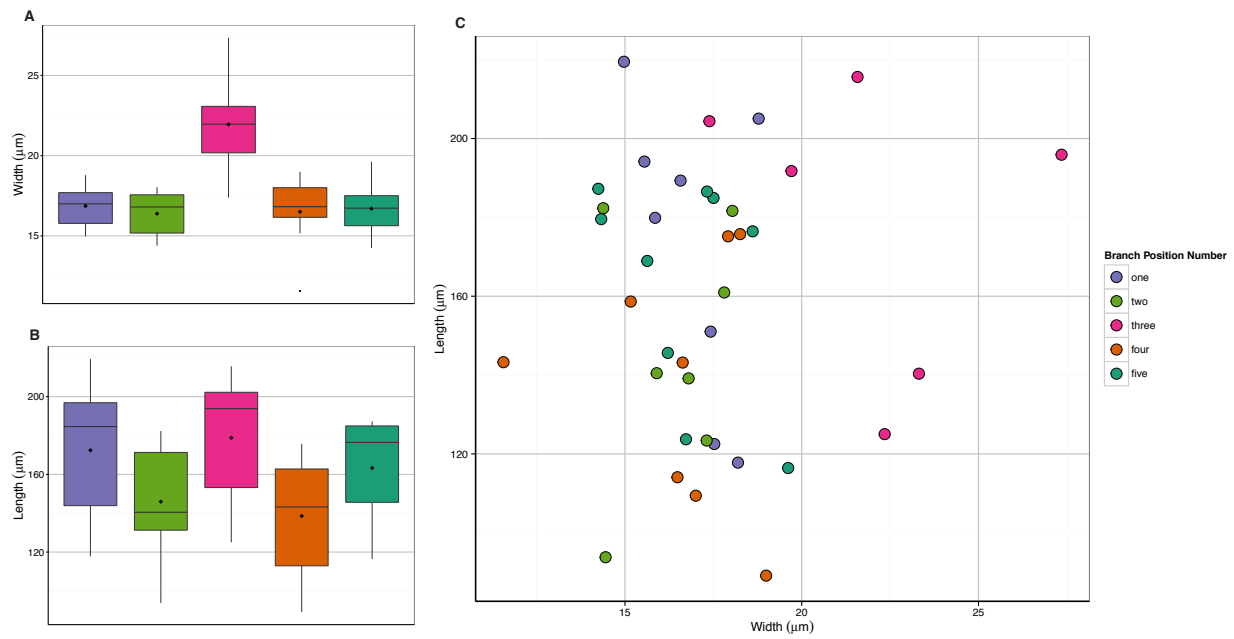 A
Width (μm)
25
20
15
B
Length (μm)
200
160
120
C
Length (μm)
200
160
120
15
20
25
Width (μm)
Branch Position Number
one
two
three
four
five